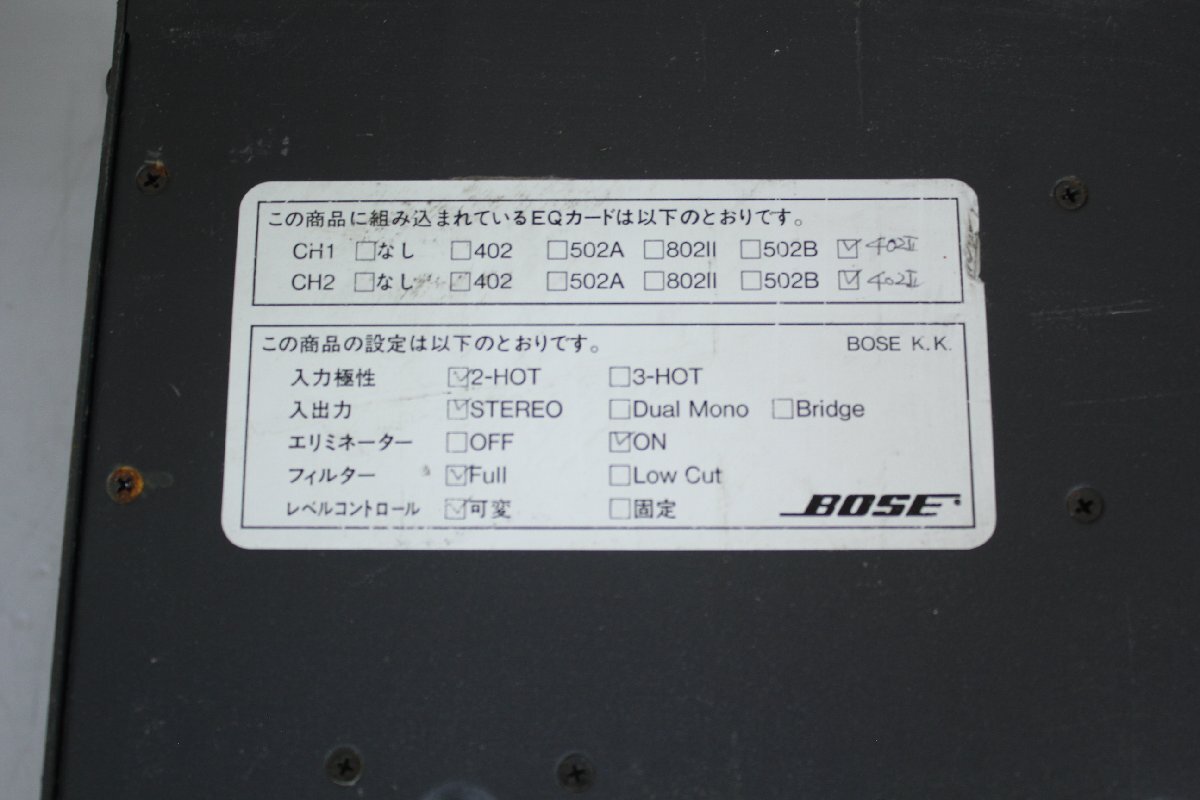 この商品に組み込まれているEQカードは以下のとおりです。
CH1 □なし □402 □502A □802II □502B ☑402II
CH2 □なし □402 □502A □802II □502B ☑402II
この商品の設定は以下のとおりです。 BOSE K.K.
入力極性 ☑2-HOT □3-HOT
入出力 ☑STEREO □Dual Mono □Bridge
エリミネーター □OFF ☑ON
フィルター ☑Full □Low Cut
レベルコントロール ☑可変 □固定
BOSE